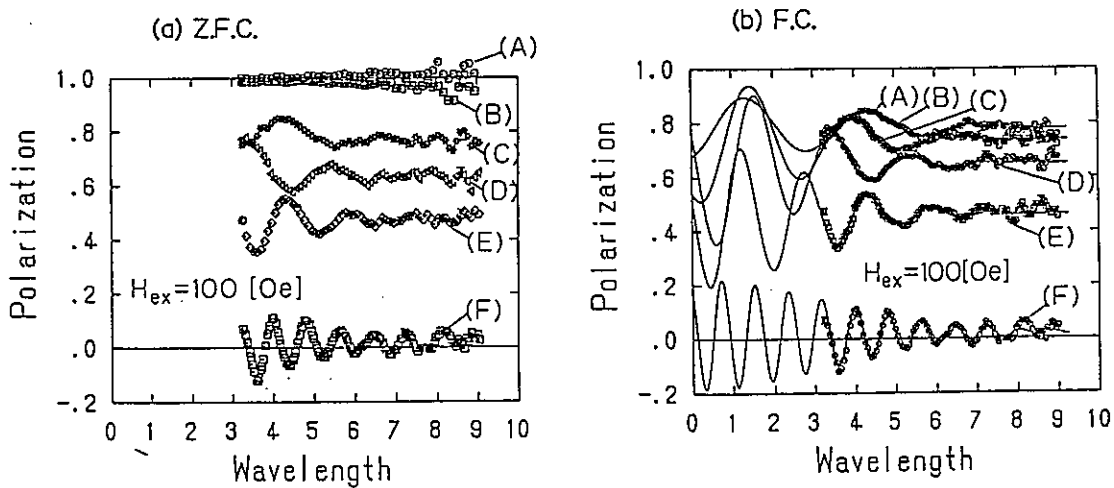 (a) Z.F.C.
Polarization
1.0
.8
.6
.4
.2
.0
-.2
(A)
(B)
(C)
(D)
(E)
(F)
Hex=100 [Oe]
0 1 2 3 4 5 6 7 8 9 10
Wavelength
(b) F.C.
Polarization
1.0
.8
.6
.4
.2
.0
-.2
(A) (B) (C)
(D)
(E)
(F)
Hex=100[Oe]
0 1 2 3 4 5 6 7 8 9 10
Wavelength